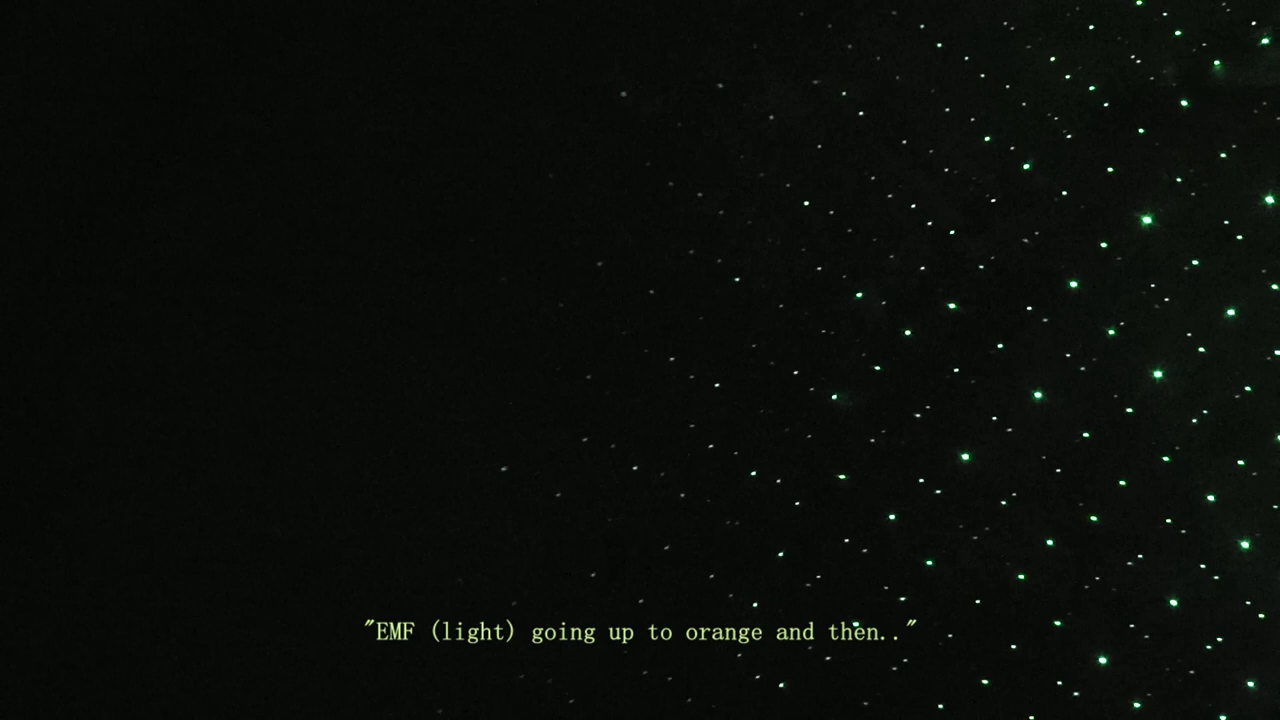 "EMF (light) going up to orange and then.."